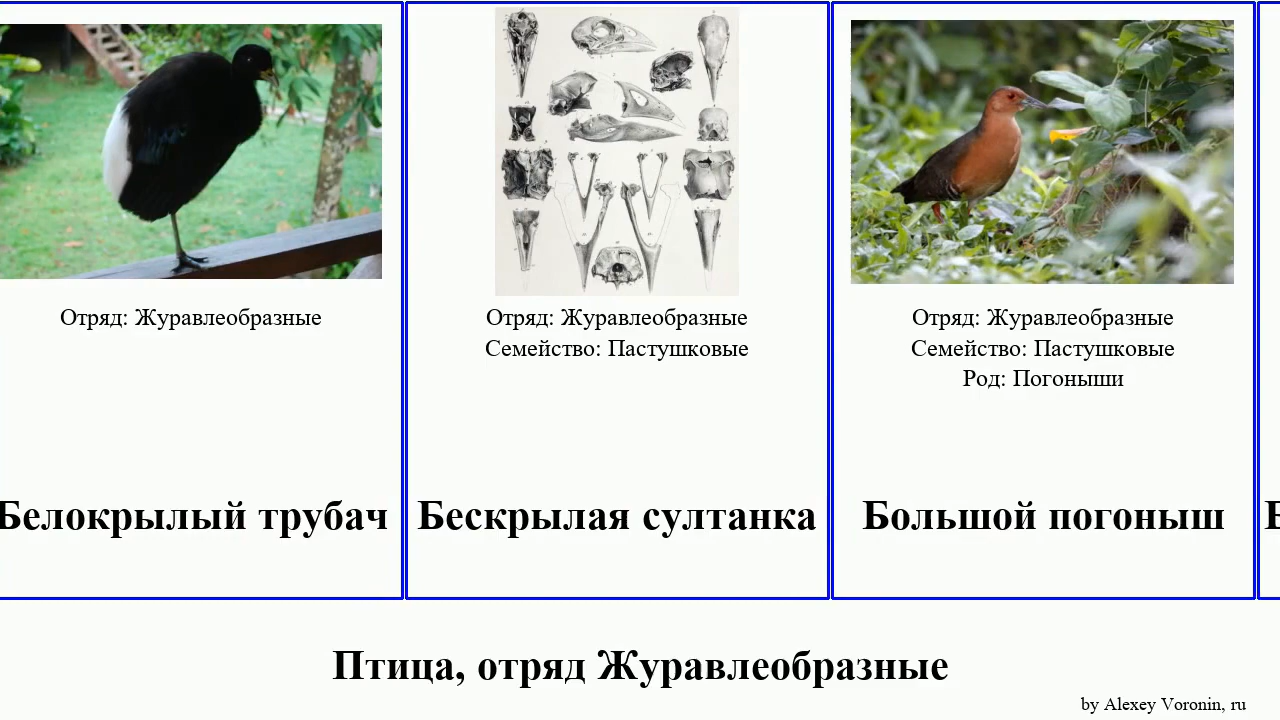 Отряд: Журавлеобразные
Белокрылый трубач
Отряд: Журавлеобразные
Семейство: Пастушковые
Бескрылая султанка
Отряд: Журавлеобразные
Семейство: Пастушковые
Род: Погоныши
Большой погоныш
Птица, отряд Журавлеобразные
by Alexey Voronin, ru